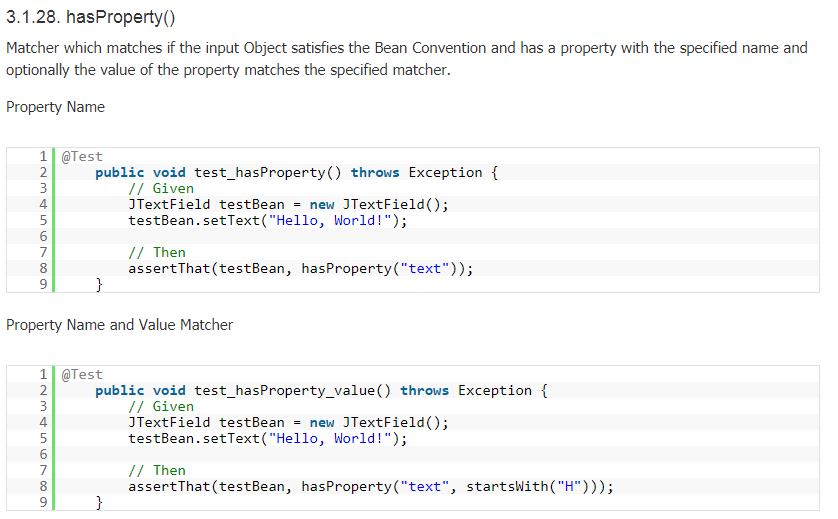 3.1.28. hasProperty()
Matcher which matches if the input Object satisfies the Bean Convention and has a property with the specified name and
optionally the value of the property matches the specified matcher.
Property Name
1 @Test
2     public void test_hasProperty() throws Exception {
3         // Given
4         JTextField testBean = new JTextField();
5         testBean.setText("Hello, World!");
6
7         // Then
8         assertThat(testBean, hasProperty("text"));
9     }
Property Name and Value Matcher
1 @Test
2     public void test_hasProperty_value() throws Exception {
3         // Given
4         JTextField testBean = new JTextField();
5         testBean.setText("Hello, World!");
6
7         // Then
8         assertThat(testBean, hasProperty("text", startsWith("H")));
9     }